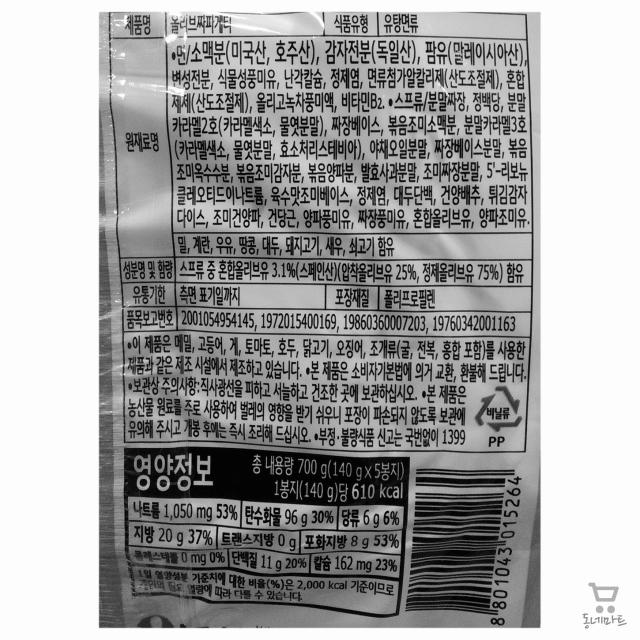 제품명 올리브짜파게티 식품유형 유탕면류
원재료명
•면/소맥분(미국산, 호주산), 감자전분(독일산), 팜유(말레이시아산),
변성전분, 식물성풍미유, 난각칼슘, 정제염, 면류첨가알칼리제(산도조절제), 혼합
제제(산도조절제), 올리고녹차풍미액, 비타민B₂. •스프류/분말짜장, 정백당, 분말
카라멜2호(카라멜색소, 물엿분말), 짜장베이스, 볶음조미소맥분, 분말카라멜3호
(카라멜색소, 물엿분말, 효소처리스테비아), 야채오일분말, 짜장베이스분말, 볶음
조미옥수수분, 볶음조미감자분, 볶음양파분, 발효사과분말, 조미짜장분말, 5'-리보뉴
클레오티드이나트륨, 육수맛조미베이스, 정제염, 대두단백, 건양배추, 튀김감자
다이스, 조미건양파, 건당근, 양파풍미유, 짜장풍미유, 혼합올리브유, 양파조미유.
밀, 계란, 우유, 땅콩, 대두, 돼지고기, 새우, 쇠고기 함유
성분명 및 함량 스프류 중 혼합올리브유 3.1%(스페인산)(압착올리브유 25%, 정제올리브유 75%) 함유
유통기한 측면 표기일까지 포장재질 폴리프로필렌
품목보고번호 2001054954145, 1972015400169, 19860360007203, 19760342001163
•이 제품은 메밀, 고등어, 게, 토마토, 호두, 닭고기, 오징어, 조개류(굴, 전복, 홍합 포함)를 사용한
제품과 같은 제조 시설에서 제조하고 있습니다. •본 제품은 소비자기본법에 의거 교환, 환불해 드립니다.
•보관상 주의사항:직사광선을 피하고 서늘하고 건조한 곳에 보관하십시오. •본 제품은
농산물 원료를 주로 사용하여 벌레의 영향을 받기 쉬우니 포장이 파손되지 않도록 보관에
유의해 주시고 개봉 후에는 즉시 조리해 드십시오. •부정·불량식품 신고는 국번없이 1399
비닐류
PP
영양정보
총 내용량 700 g(140 g x 5봉지)
1봉지(140 g)당 610 kcal
나트륨 1,050 mg 53% 탄수화물 96 g 30% 당류 6 g 6%
지방 20 g 37% 트랜스지방 0 g 포화지방 8 g 53%
콜레스테롤 0 mg 0% 단백질 11 g 20% 칼슘 162 mg 23%
1일 영양성분 기준치에 대한 비율(%)은 2,000 kcal 기준이므로
개인의 필요 열량에 따라 다를 수 있습니다.
8 801043 015264
동네마트